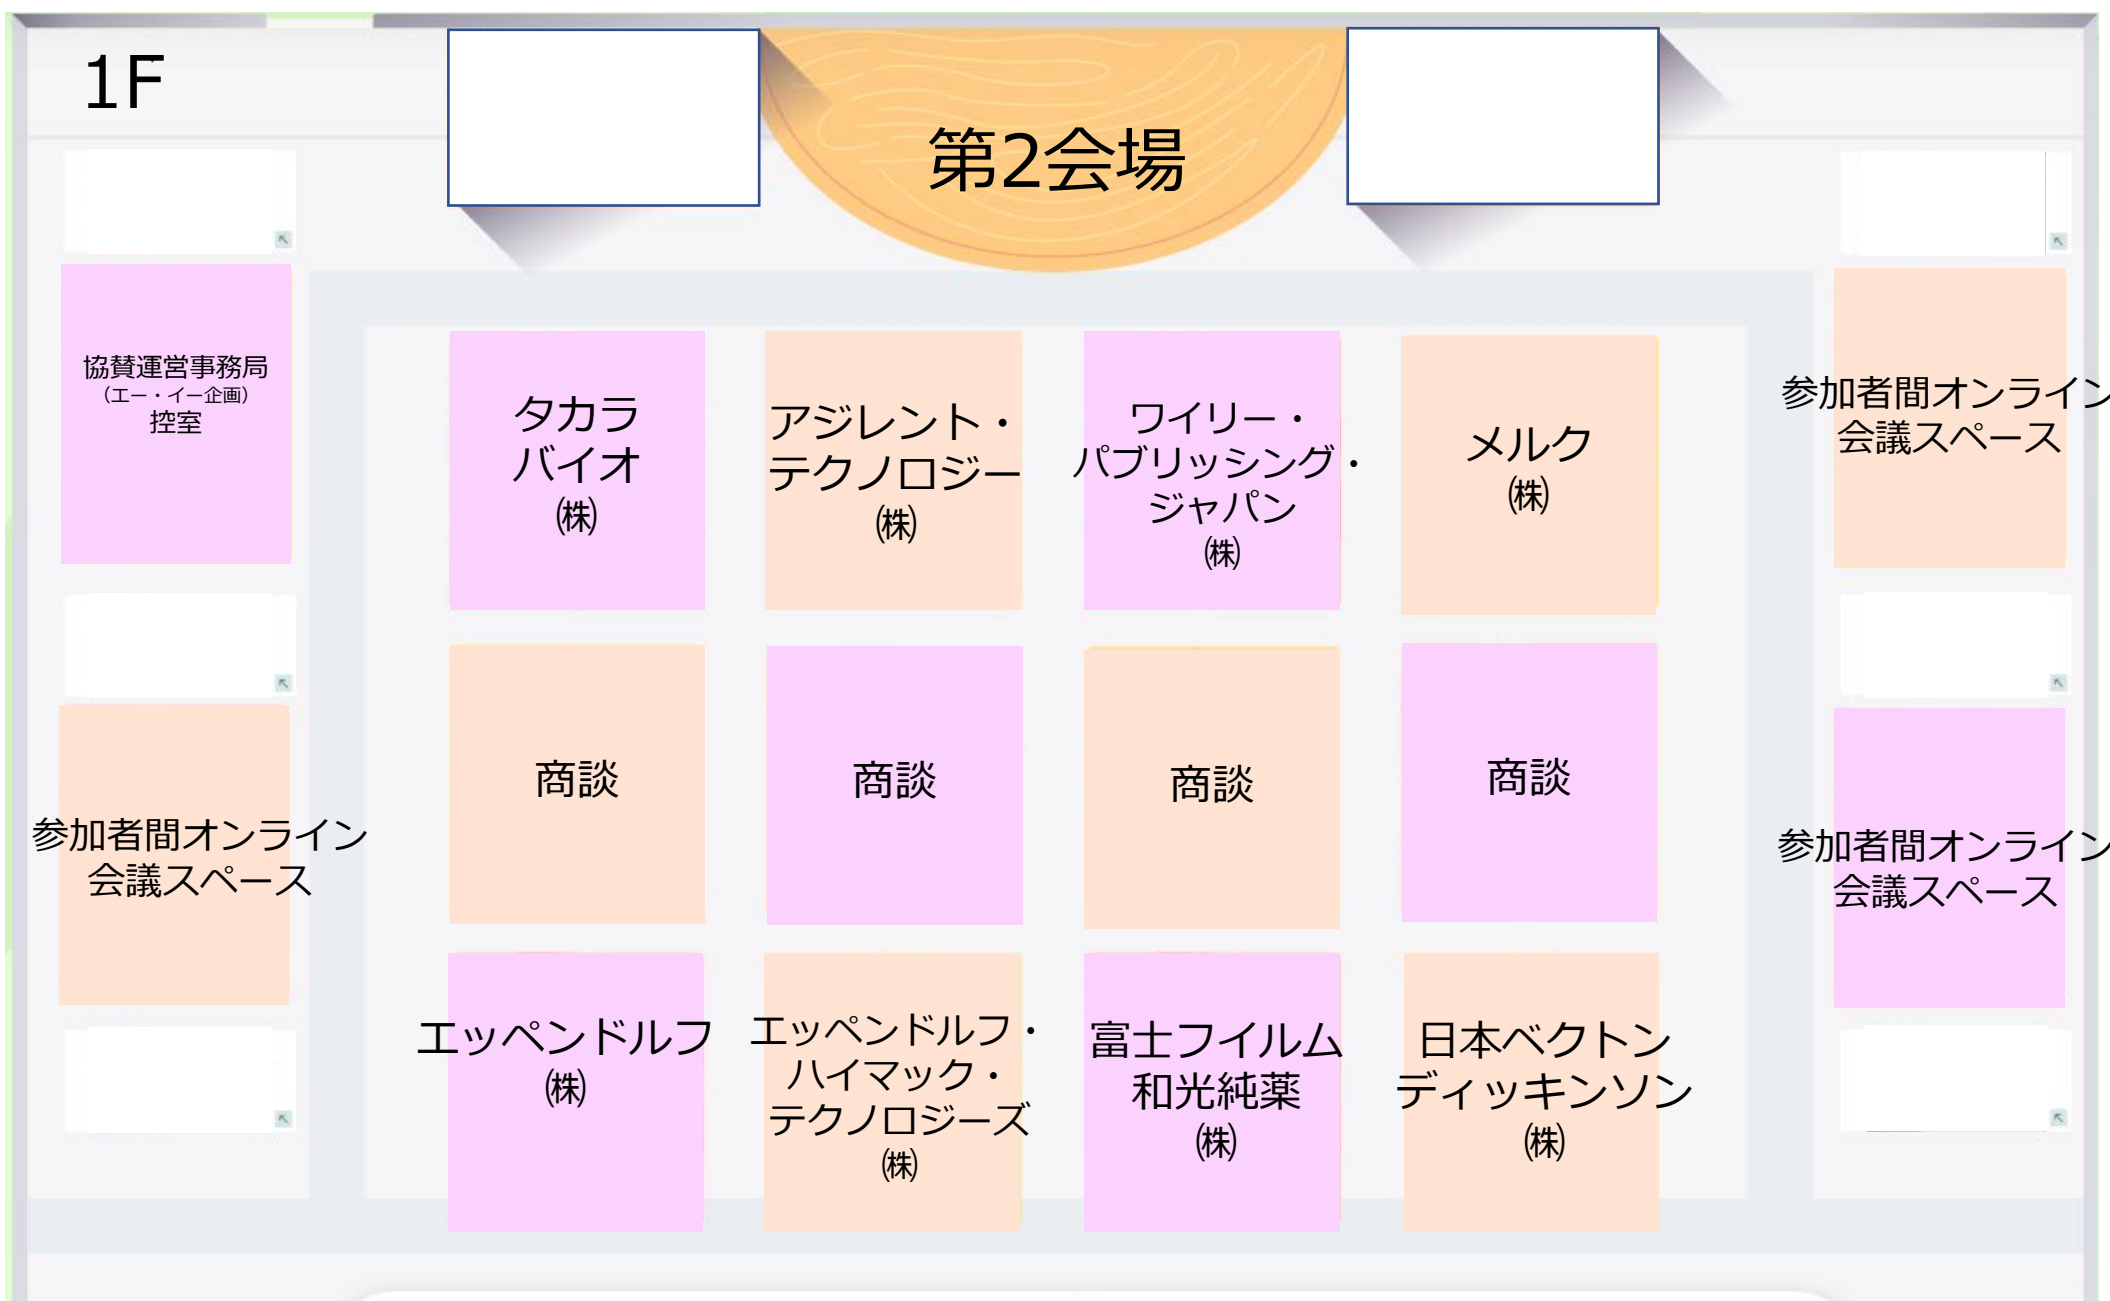 1F
第2会場
協賛運営事務局
（エー・イー企画）
控室
タカラ
バイオ
㈱
アジレント・
テクノロジー
㈱
ワイリー・
パブリッシング・
ジャパン
㈱
メルク
㈱
参加者間オンライン
会議スペース
商談
商談
商談
商談
参加者間オンライン
会議スペース
参加者間オンライン
会議スペース
エッペンドルフ
㈱
エッペンドルフ・
ハイマック・
テクノロジーズ
㈱
富士フイルム
和光純薬
㈱
日本ベクトン
ディッキンソン
㈱